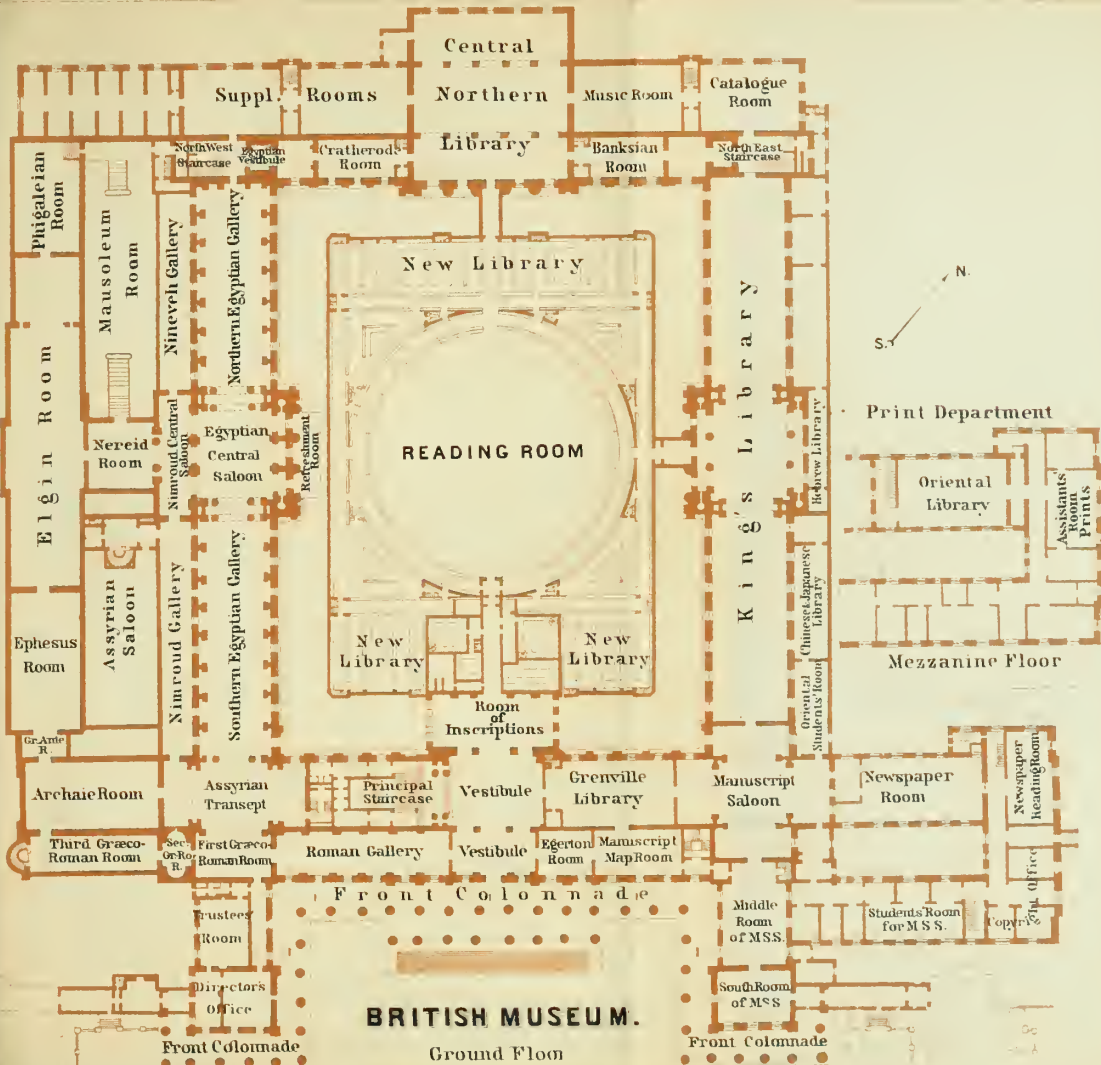 Central
Northern
Library
Suppl. Rooms
Music Room
Catalogue
Room
North West
Staircase
Egyptian
Vestibule
Cratherode
Room
Banksian
Room
North East
Staircase
Phigaleian
Room
Mausoleum
Room
Nineveh Gallery
Northern Egyptian Gallery
New Library
King's Library
N.
S.
Elgin Room
Nereid
Room
Nimroud Central
Saloon
Egyptian
Central
Saloon
Refreshment
Room
READING ROOM
Hebrew Library
Print Department
Oriental
Library
Assistants'
Room
Prints
Mezzanine Floor
Ephesus
Room
Assyrian
Saloon
Nimroud Gallery
Southern Egyptian Gallery
New
Library
New
Library
Chinese & Japanese
Library
Oriental
Students' Room
Room
of
Inscriptions
Gr. Ante
R.
Archaic Room
Assyrian
Transept
Principal
Staircase
Vestibule
Grenville
Library
Manuscript
Saloon
Newspaper
Room
Newspaper
Reading Room
Third Græco-
Roman Room
Sec.
Gr. Ro.
R.
First Græco-
Roman Room
Roman Gallery
Vestibule
Egerton
Room
Manuscript
Map Room
Front Colonnade
Trustees'
Room
Middle
Room
of M.S.S.
Students' Room
for M.S.S.
Copyright Office
Director's
Office
South Room
of MSS
BRITISH MUSEUM.
Ground Floor
Front Colonnade
Front Colonnade